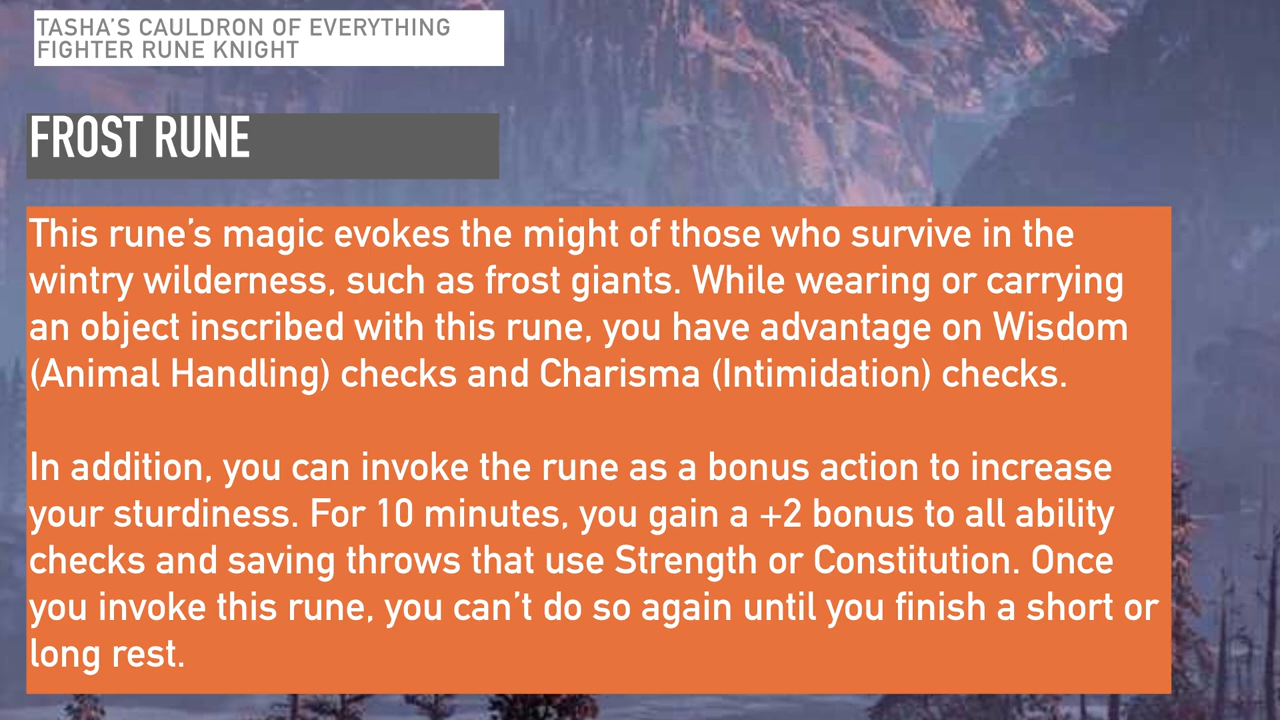 TASHA'S CAULDRON OF EVERYTHING
FIGHTER RUNE KNIGHT
FROST RUNE
This rune's magic evokes the might of those who survive in the
wintry wilderness, such as frost giants. While wearing or carrying
an object inscribed with this rune, you have advantage on Wisdom
(Animal Handling) checks and Charisma (Intimidation) checks.
In addition, you can invoke the rune as a bonus action to increase
your sturdiness. For 10 minutes, you gain a +2 bonus to all ability
checks and saving throws that use Strength or Constitution. Once
you invoke this rune, you can't do so again until you finish a short or
long rest.